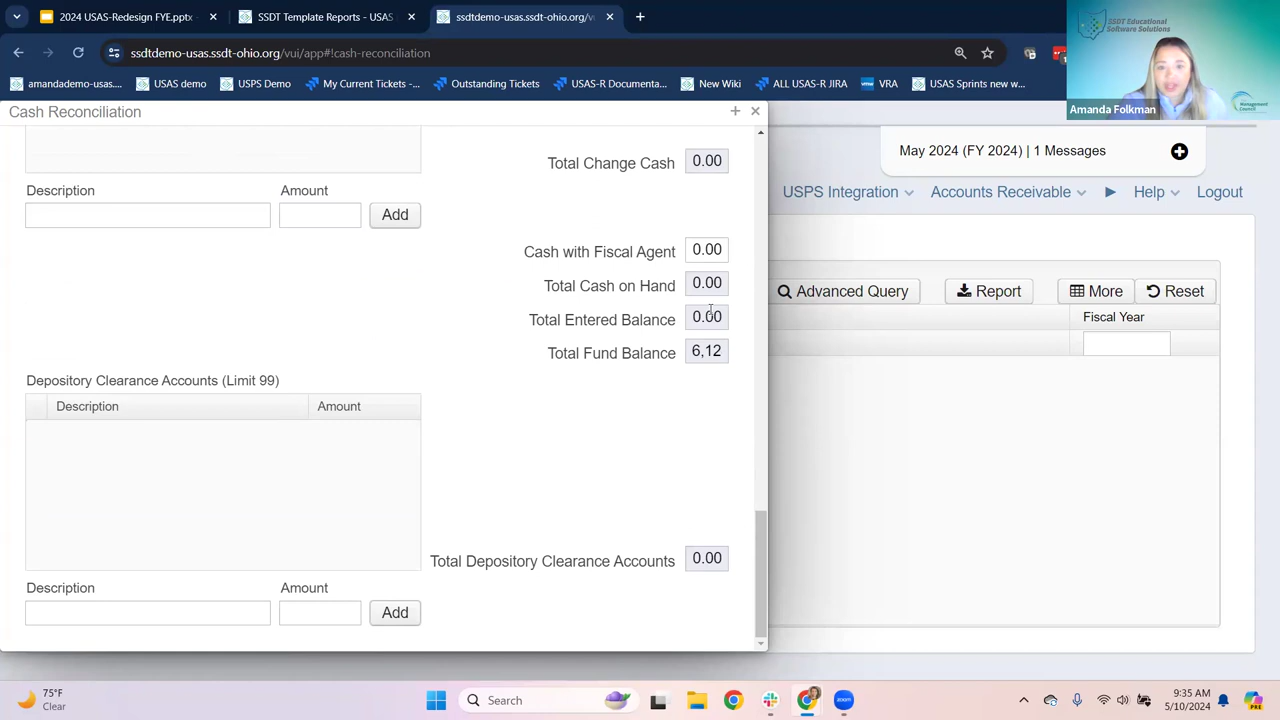 2024 USAS-Redesign FYE.pptx
SSDT Template Reports - USAS
ssdtdemo-usas.ssdt-ohio.org/v
SSDT Educational
Software Solutions
ssdtdemo-usas.ssdt-ohio.org/vui/app#!cash-reconciliation
amandademo-usas....
USAS demo
USPS Demo
My Current Tickets -...
Outstanding Tickets
USAS-R Documenta...
New Wiki
ALL USAS-R JIRA
VRA
USAS Sprints new w...
Amanda Folkman
Management
Council
Cash Reconciliation
May 2024 (FY 2024) | 1 Messages
Total Change Cash 0.00
USPS Integration
Accounts Receivable
Help
Logout
Description
Amount
Add
Cash with Fiscal Agent 0.00
Total Cash on Hand 0.00
Advanced Query
Report
More
Reset
Total Entered Balance 0.00
Fiscal Year
Total Fund Balance 6,12
Depository Clearance Accounts (Limit 99)
Description
Amount
Total Depository Clearance Accounts 0.00
Description
Amount
Add
75°F
Clear
Search
9:35 AM
5/10/2024
PRE